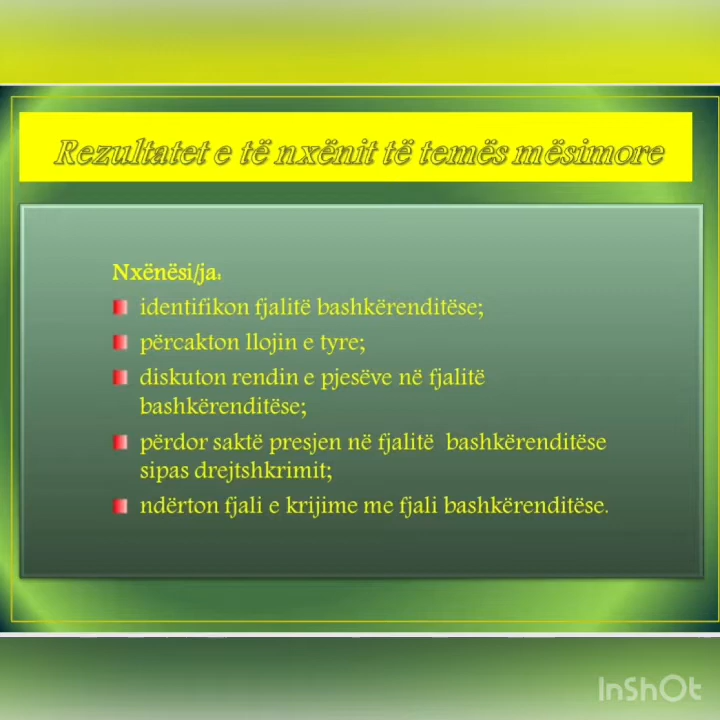 Rezultatet e të nxënit të temës mësimore
Nxënësi/ja:
identifikon fjalitë bashkërenditëse;
përcakton llojin e tyre;
diskuton rendin e pjesëve në fjalitë
bashkërenditëse;
përdor saktë presjen në fjalitë bashkërenditëse
sipas drejtshkrimit;
ndërton fjali e krijime me fjali bashkërenditëse.
InShOt